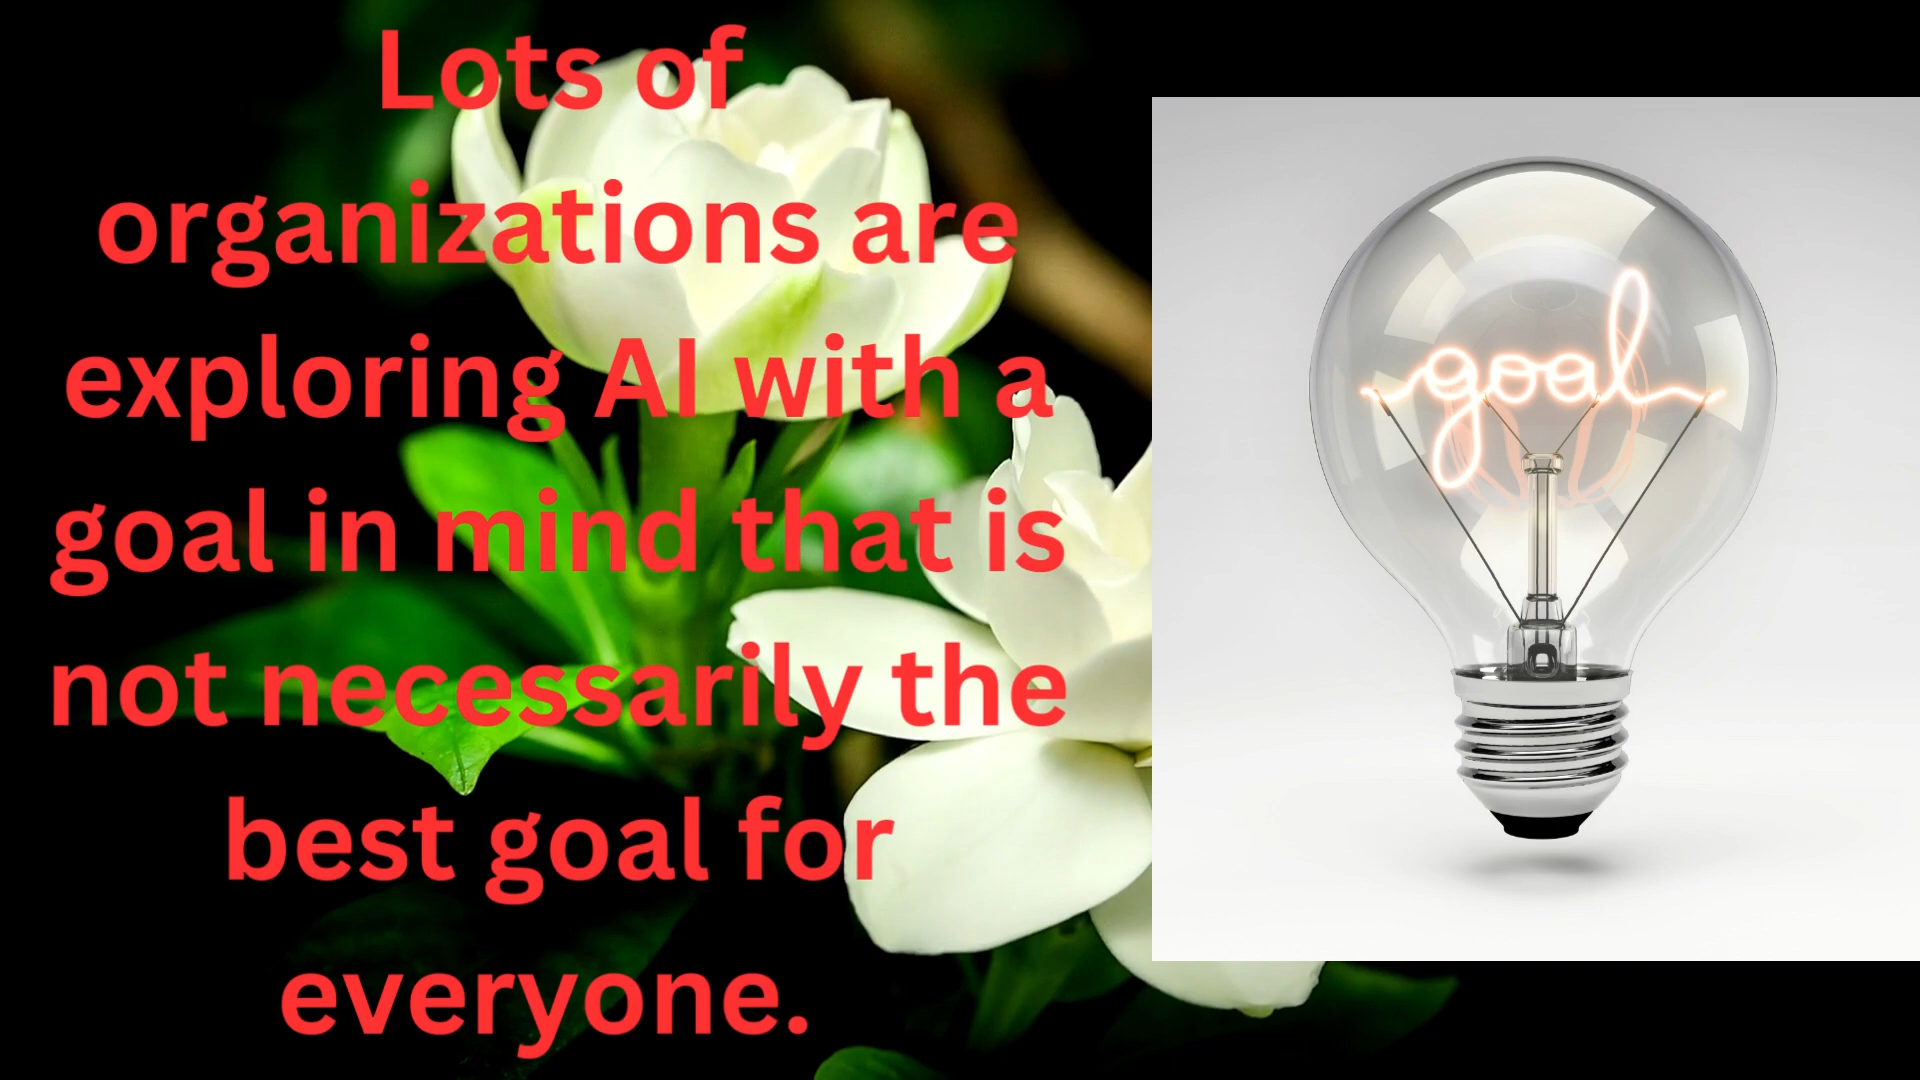 Lots of
organizations are
exploring AI with a
goal in mind that is
not necessarily the
best goal for
everyone.
goal